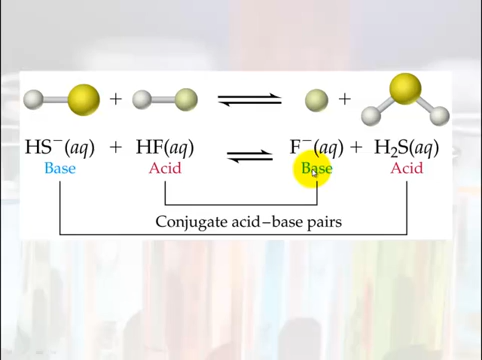 + ⇌ +
HS⁻(aq) + HF(aq) ⇌ F⁻(aq) + H₂S(aq)
Base Acid Base Acid
Conjugate acid–base pairs